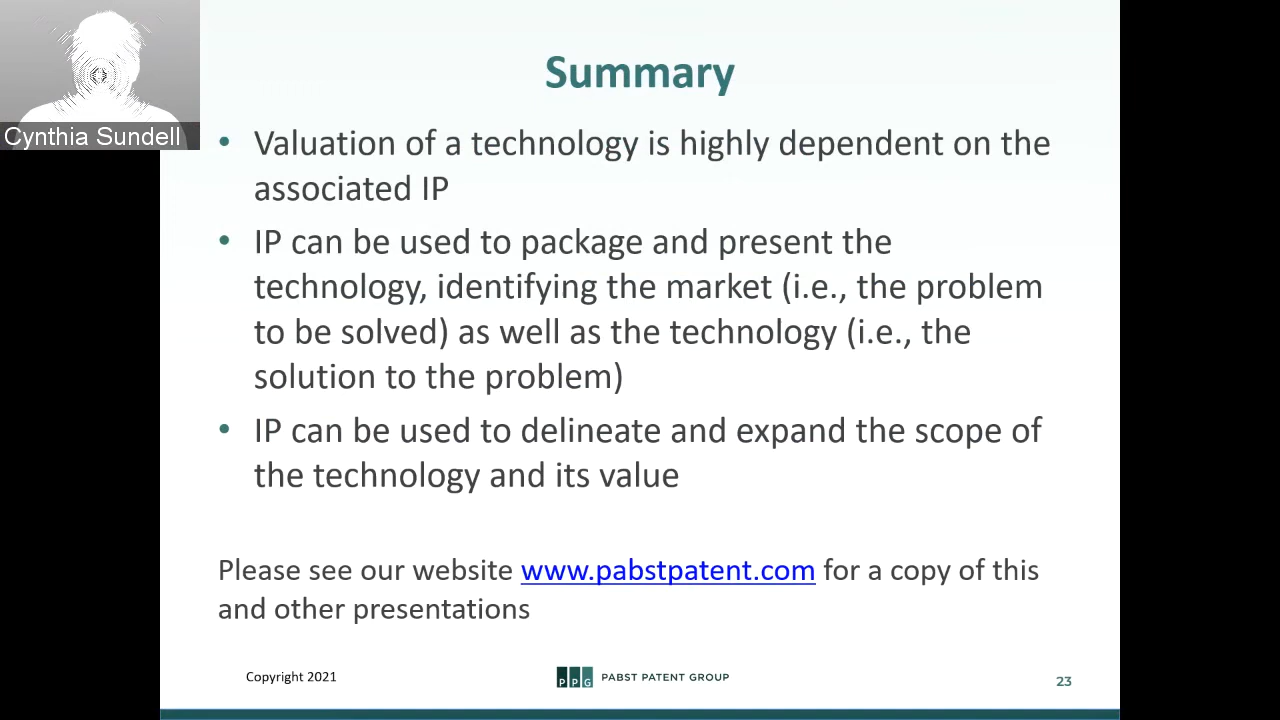 Summary
Cynthia Sundell
• Valuation of a technology is highly dependent on the
associated IP
• IP can be used to package and present the
technology, identifying the market (i.e., the problem
to be solved) as well as the technology (i.e., the
solution to the problem)
• IP can be used to delineate and expand the scope of
the technology and its value
Please see our website www.pabstpatent.com for a copy of this
and other presentations
Copyright 2021
PPG PABST PATENT GROUP
23